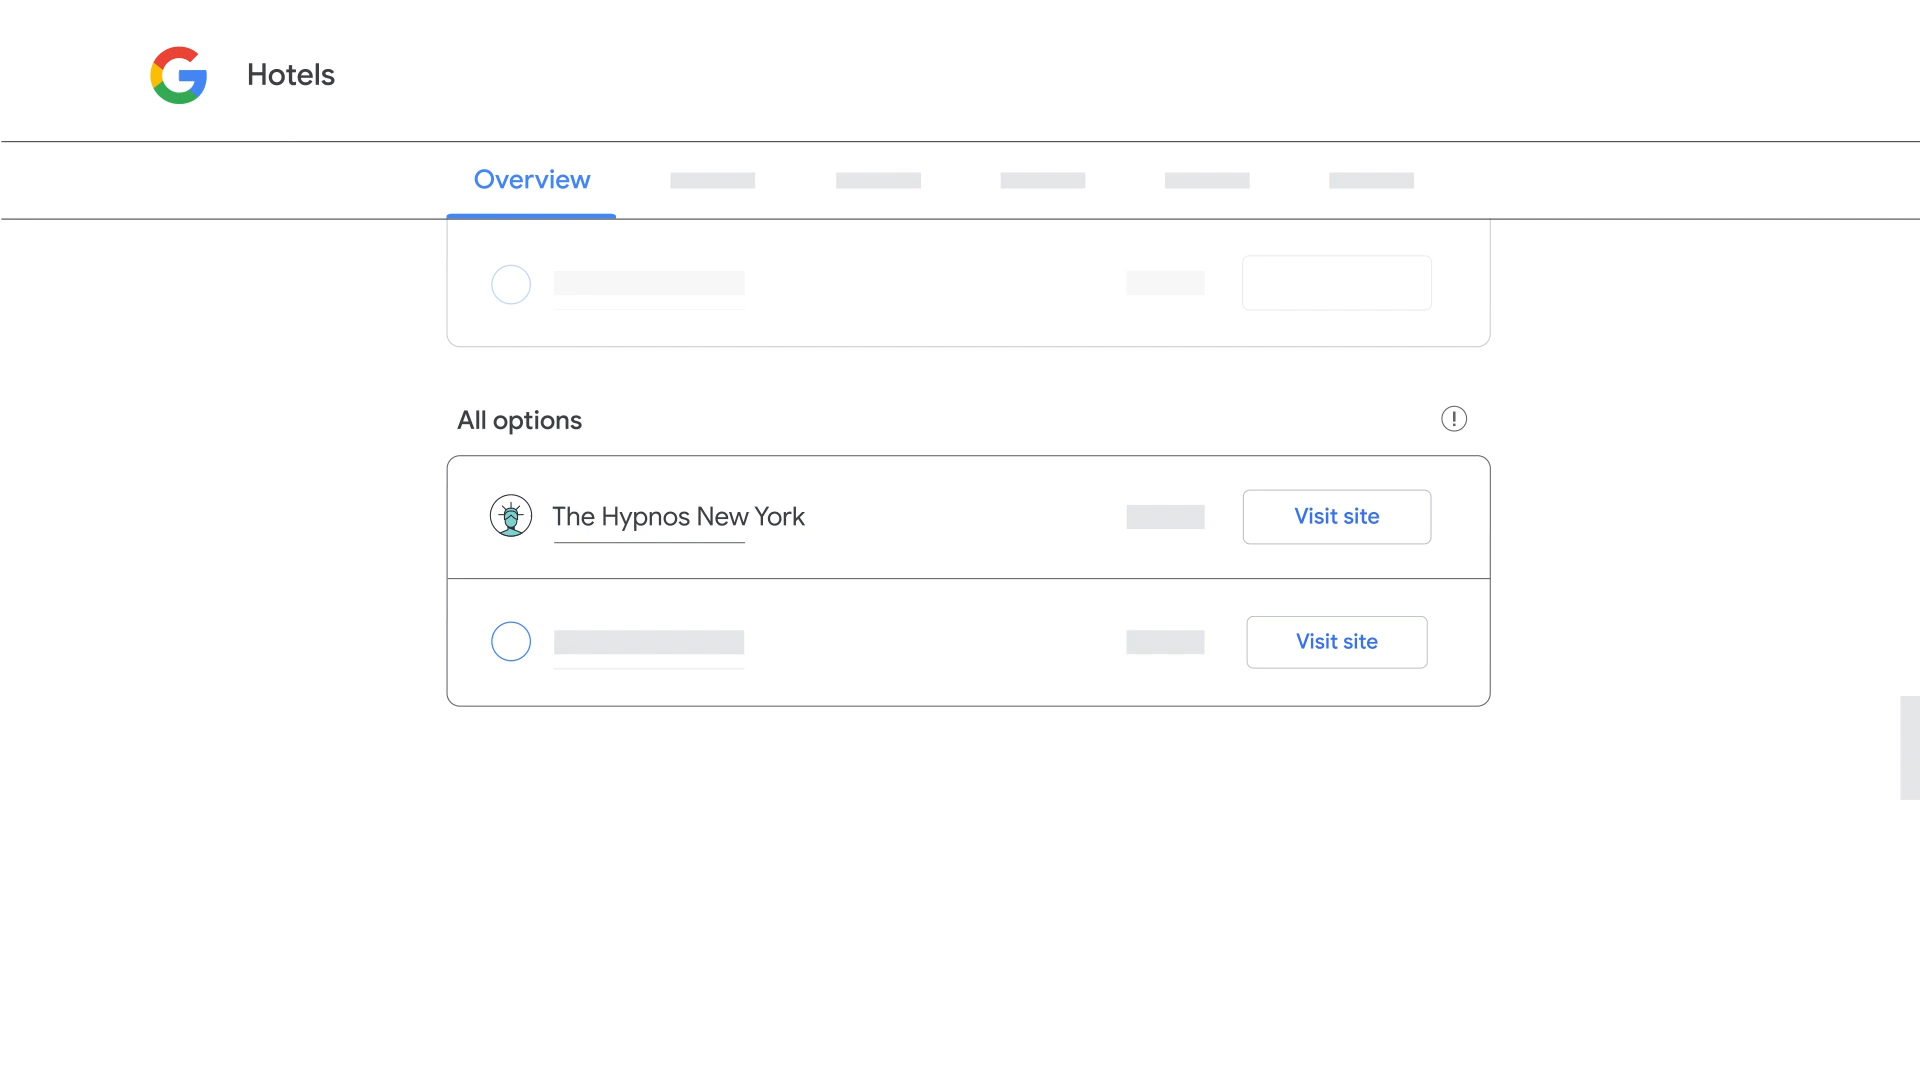 Hotels
Overview
All options
The Hypnos New York
Visit site
Visit site